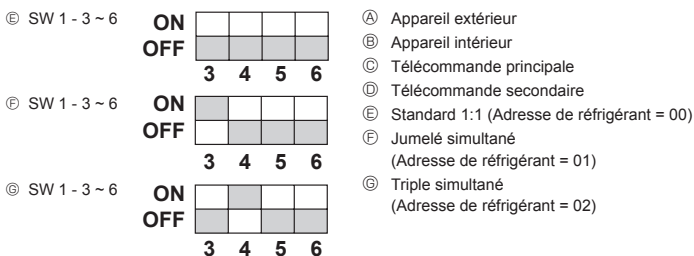 Ⓔ SW 1 - 3 ~ 6
ON
OFF
3 4 5 6
Ⓕ SW 1 - 3 ~ 6
ON
OFF
3 4 5 6
Ⓖ SW 1 - 3 ~ 6
ON
OFF
3 4 5 6
Ⓐ Appareil extérieur
Ⓑ Appareil intérieur
Ⓒ Télécommande principale
Ⓓ Télécommande secondaire
Ⓔ Standard 1:1 (Adresse de réfrigérant = 00)
Ⓕ Jumelé simultané
(Adresse de réfrigérant = 01)
Ⓖ Triple simultané
(Adresse de réfrigérant = 02)